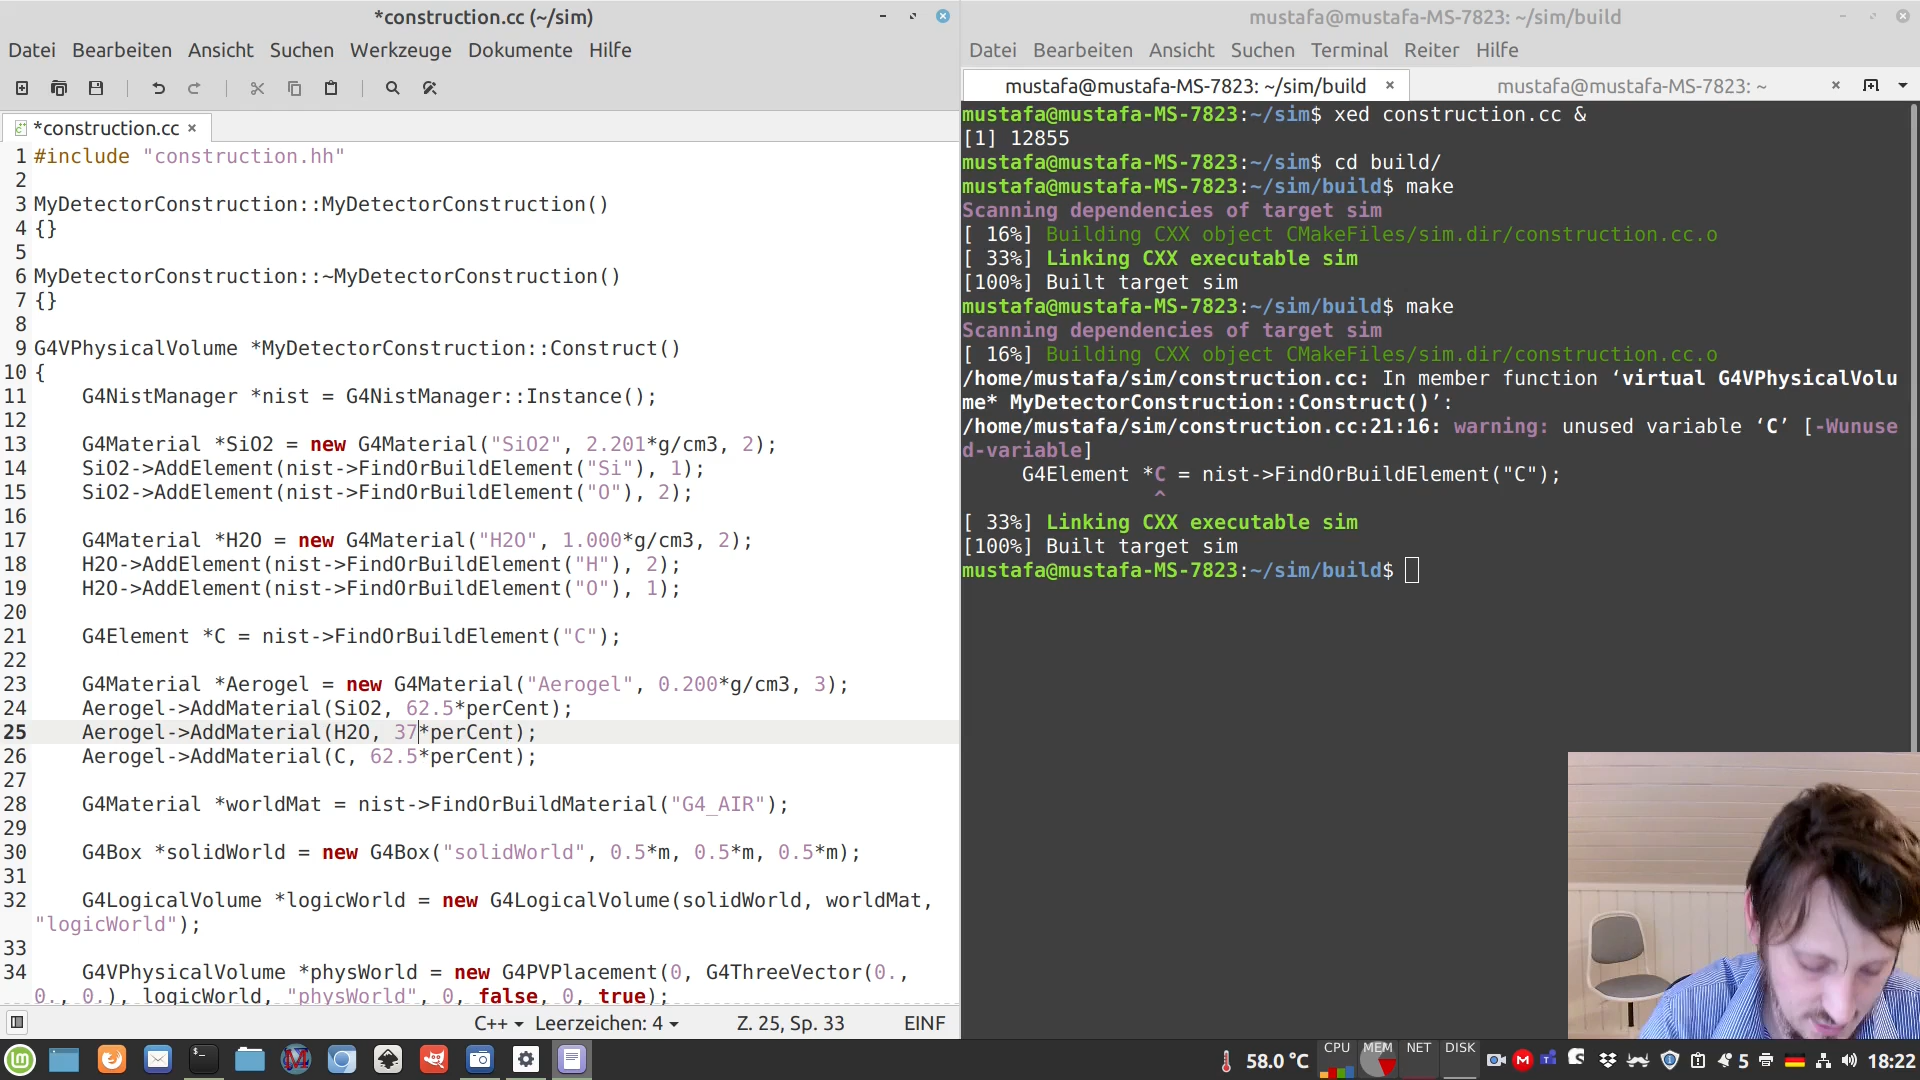 *construction.cc (~/sim)
Datei Bearbeiten Ansicht Suchen Werkzeuge Dokumente Hilfe
*construction.cc
1 #include "construction.hh"
2
3 MyDetectorConstruction::MyDetectorConstruction()
4 {}
5
6 MyDetectorConstruction::~MyDetectorConstruction()
7 {}
8
9 G4VPhysicalVolume *MyDetectorConstruction::Construct()
10 {
11 G4NistManager *nist = G4NistManager::Instance();
12
13 G4Material *SiO2 = new G4Material("SiO2", 2.201*g/cm3, 2);
14 SiO2->AddElement(nist->FindOrBuildElement("Si"), 1);
15 SiO2->AddElement(nist->FindOrBuildElement("O"), 2);
16
17 G4Material *H2O = new G4Material("H2O", 1.000*g/cm3, 2);
18 H2O->AddElement(nist->FindOrBuildElement("H"), 2);
19 H2O->AddElement(nist->FindOrBuildElement("O"), 1);
20
21 G4Element *C = nist->FindOrBuildElement("C");
22
23 G4Material *Aerogel = new G4Material("Aerogel", 0.200*g/cm3, 3);
24 Aerogel->AddMaterial(SiO2, 62.5*perCent);
25 Aerogel->AddMaterial(H2O, 37*perCent);
26 Aerogel->AddMaterial(C, 62.5*perCent);
27
28 G4Material *worldMat = nist->FindOrBuildMaterial("G4_AIR");
29
30 G4Box *solidWorld = new G4Box("solidWorld", 0.5*m, 0.5*m, 0.5*m);
31
32 G4LogicalVolume *logicWorld = new G4LogicalVolume(solidWorld, worldMat,
"logicWorld");
33
34 G4VPhysicalVolume *physWorld = new G4PVPlacement(0, G4ThreeVector(0.,
0., 0.), logicWorld, "physWorld", 0, false, 0, true);
C++ Leerzeichen: 4 Z. 25, Sp. 33 EINF
mustafa@mustafa-MS-7823: ~/sim/build
Datei Bearbeiten Ansicht Suchen Terminal Reiter Hilfe
mustafa@mustafa-MS-7823: ~/sim/build mustafa@mustafa-MS-7823: ~
mustafa@mustafa-MS-7823:~/sim$ xed construction.cc &
[1] 12855
mustafa@mustafa-MS-7823:~/sim$ cd build/
mustafa@mustafa-MS-7823:~/sim/build$ make
Scanning dependencies of target sim
[ 16%] Building CXX object CMakeFiles/sim.dir/construction.cc.o
[ 33%] Linking CXX executable sim
[100%] Built target sim
mustafa@mustafa-MS-7823:~/sim/build$ make
Scanning dependencies of target sim
[ 16%] Building CXX object CMakeFiles/sim.dir/construction.cc.o
/home/mustafa/sim/construction.cc: In member function ‘virtual G4VPhysicalVolu
me* MyDetectorConstruction::Construct()’:
/home/mustafa/sim/construction.cc:21:16: warning: unused variable ‘C’ [-Wunuse
d-variable]
G4Element *C = nist->FindOrBuildElement("C");
^
[ 33%] Linking CXX executable sim
[100%] Built target sim
mustafa@mustafa-MS-7823:~/sim/build$
58.0 °C CPU MEM NET DISK 5 18:22